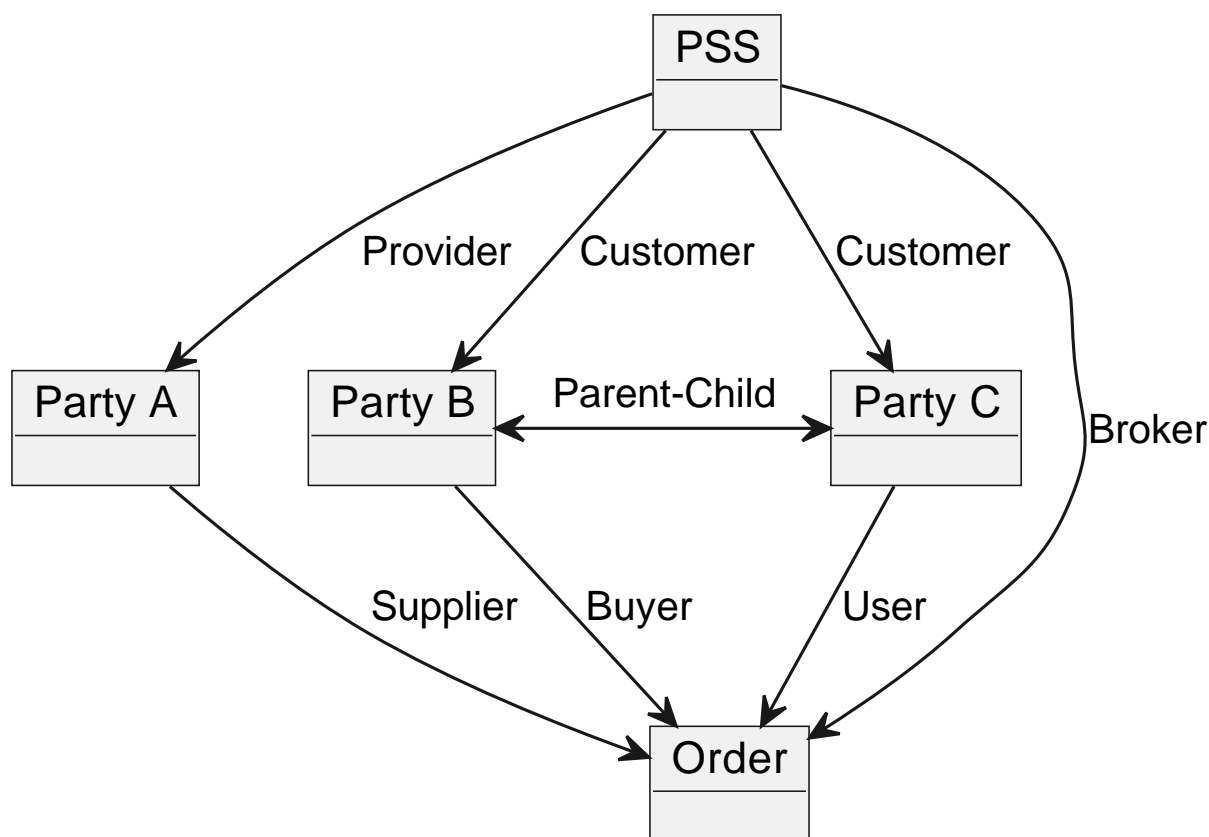 PSS
Provider
Customer
Customer
Party A
Party B
Parent-Child
Party C
Broker
Supplier
Buyer
User
Order